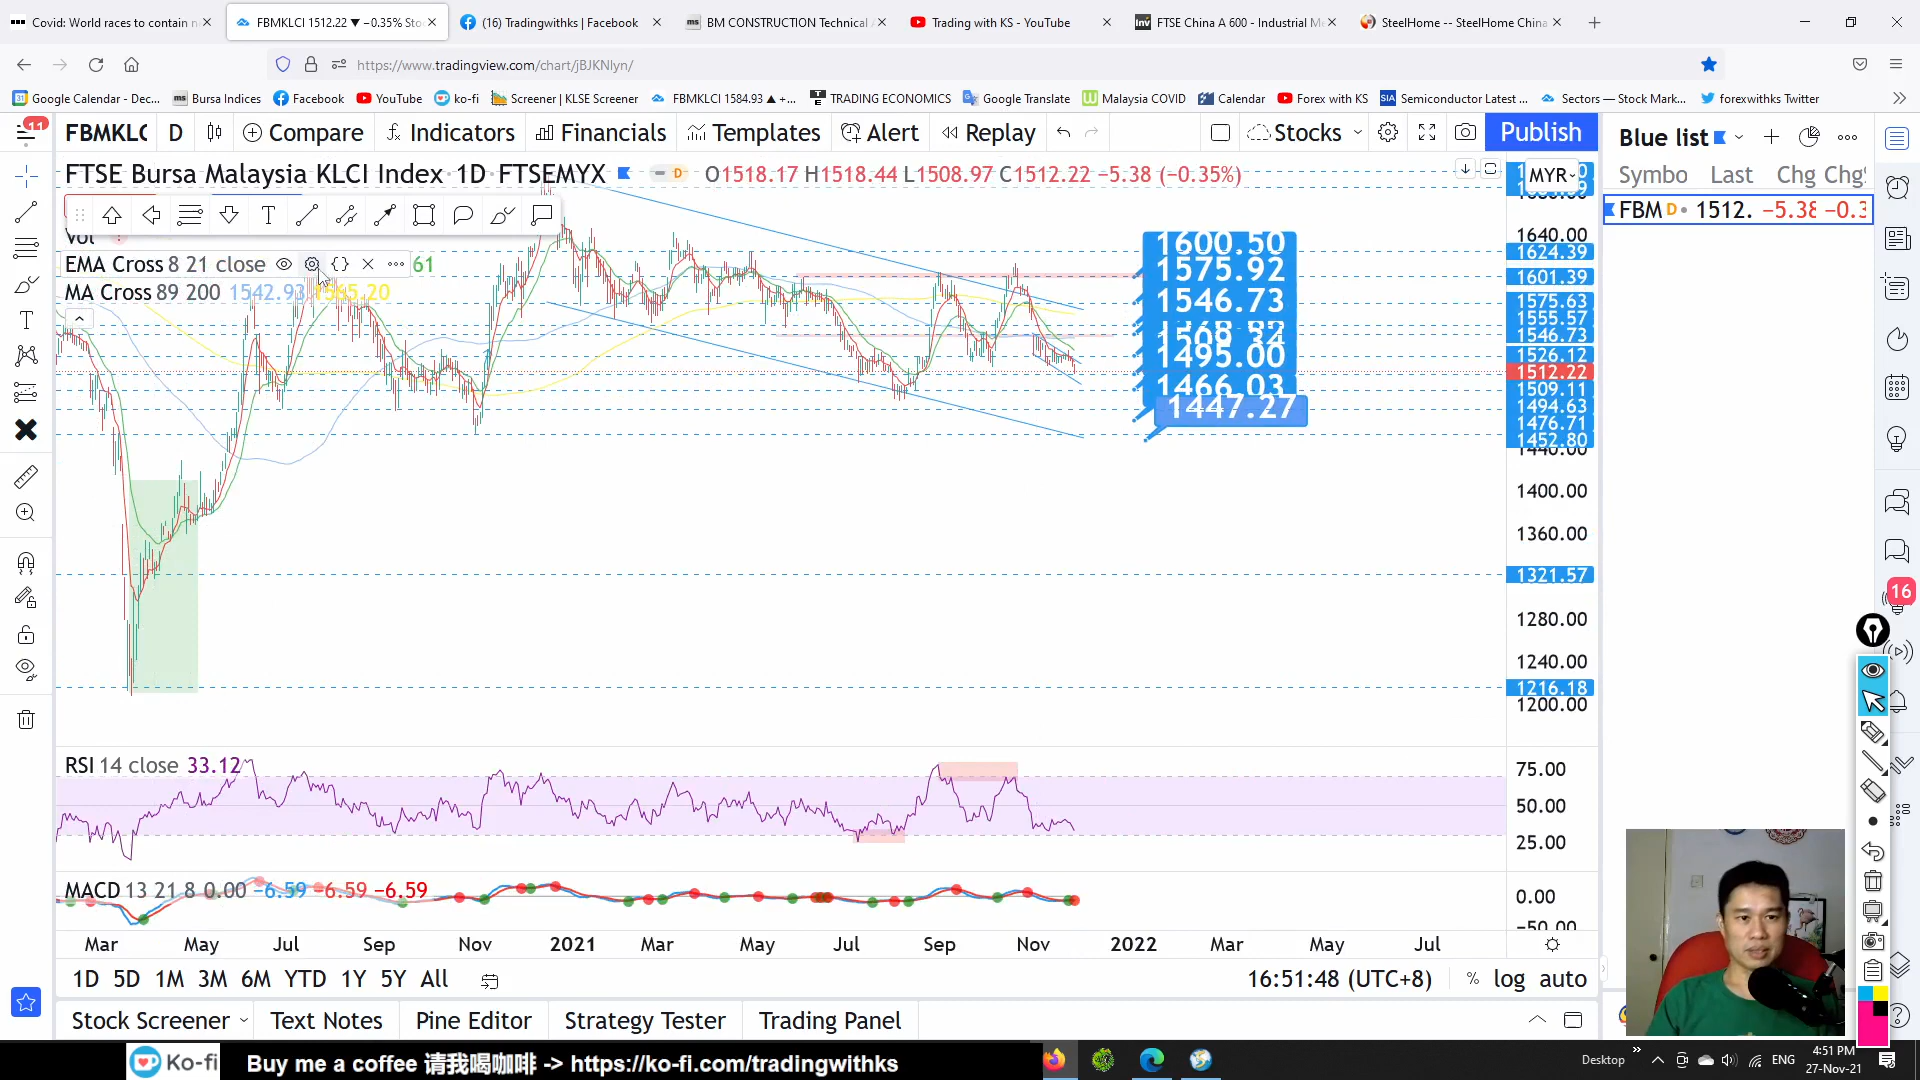 Covid: World races to contain n
FBMKLCI 1512.22 ▼ −0.35% Sto
(16) Tradingwithks | Facebook
BM CONSTRUCTION Technical A
Trading with KS - YouTube
FTSE China A 600 - Industrial Me
SteelHome -- SteelHome China
https://www.tradingview.com/chart/jBJKNlyn/
Google Calendar - Dec...
Bursa Indices
Facebook
YouTube
ko-fi
Screener | KLSE Screener
FBMKLCI 1584.93 ▲ +...
TRADING ECONOMICS
Google Translate
Malaysia COVID
Calendar
Forex with KS
Semiconductor Latest ...
Sectors — Stock Mark...
forexwithks Twitter
11
FBMKLC
D
Compare
Indicators
Financials
Templates
Alert
Replay
Stocks
Publish
Blue list
FTSE Bursa Malaysia KLCI Index · 1D · FTSEMYX
D
O1518.17 H1518.44 L1508.97 C1512.22 −5.38 (−0.35%)
MYR
Symbo Last Chg Chg%
FBM D 1512. −5.38 −0.3
Vol
EMA Cross 8 21 close
61
MA Cross 89 200 1542.93
1600.50
1575.92
1546.73
1495.00
1466.03
1447.27
1640.00
1624.39
1601.39
1575.63
1555.57
1546.73
1526.12
1512.22
1509.11
1494.63
1476.71
1452.80
1440.00
1400.00
1360.00
1321.57
1280.00
1240.00
1216.18
1200.00
16
RSI 14 close 33.12
75.00
50.00
25.00
MACD 13 21 8 0.00 −6.59 −6.59 −6.59
0.00
−50.00
Mar May Jul Sep Nov 2021 Mar May Jul Sep Nov 2022 Mar May Jul
1D 5D 1M 3M 6M YTD 1Y 5Y All
16:51:48 (UTC+8)
% log auto
Stock Screener
Text Notes
Pine Editor
Strategy Tester
Trading Panel
Ko-fi
Buy me a coffee 请我喝咖啡 -> https://ko-fi.com/tradingwithks
Desktop
ENG
4:51 PM
27-Nov-21